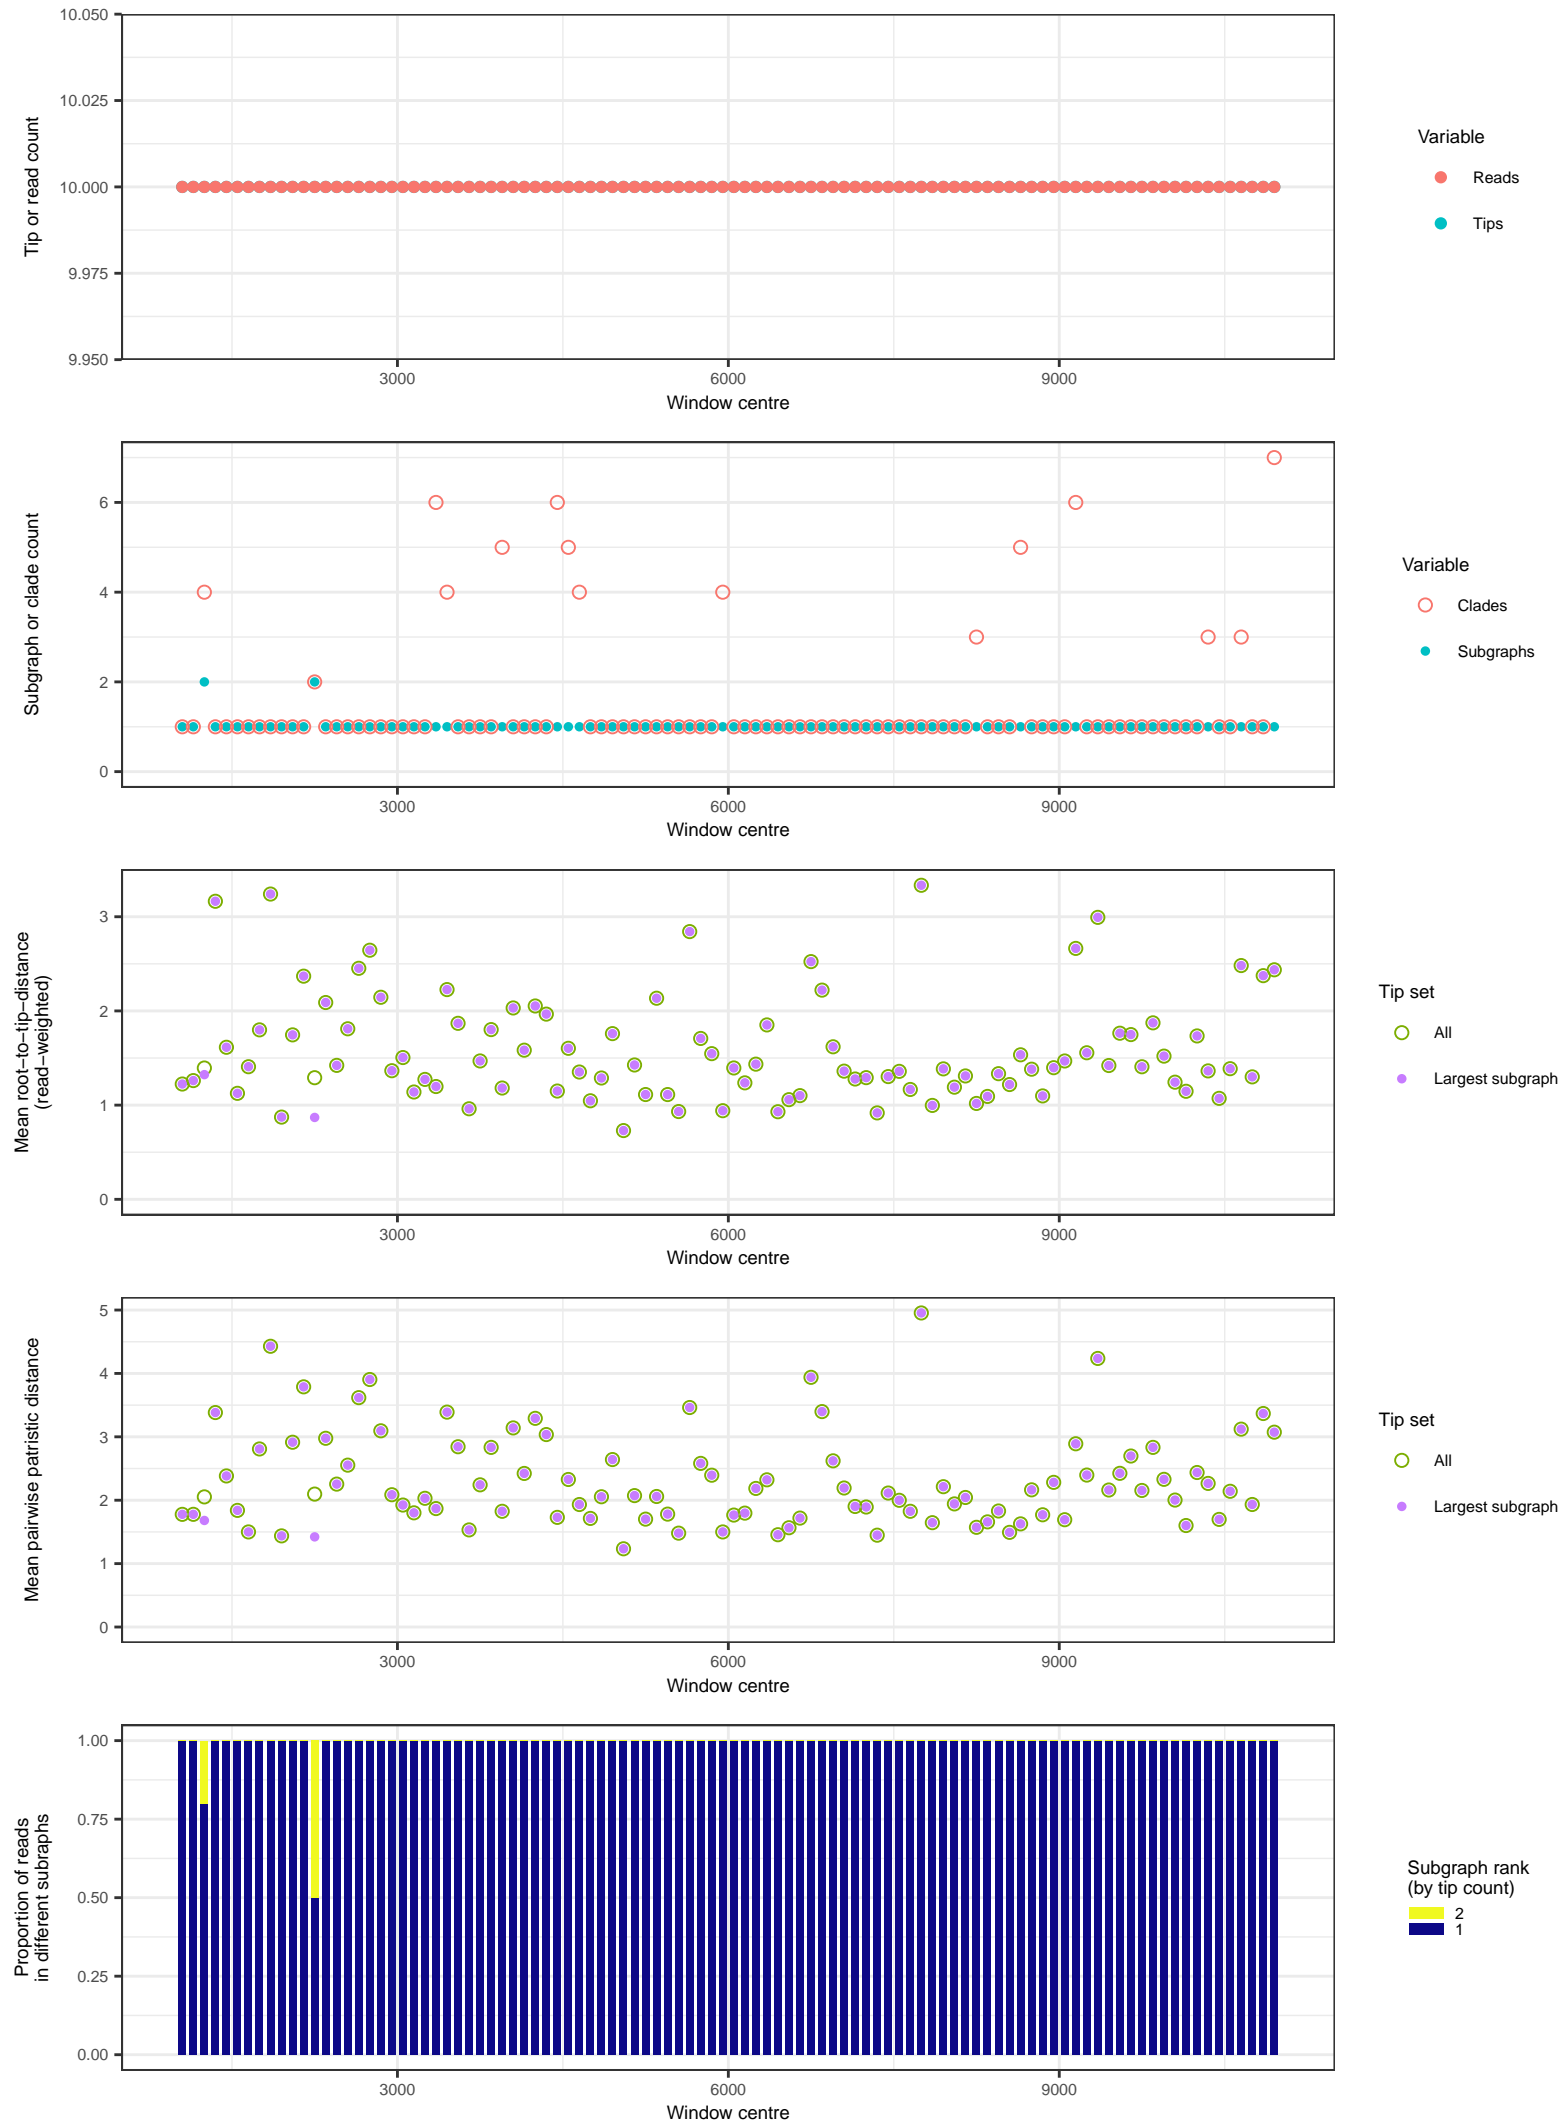 10.050
10.025
10.000
9.975
9.950
Tip or read count
3000
6000
9000
Window centre
Variable
Reads
Tips
6
4
2
0
Subgraph or clade count
3000
6000
9000
Window centre
Variable
Clades
Subgraphs
3
2
1
0
Mean root−to−tip−distance
(read−weighted)
3000
6000
9000
Window centre
Tip set
All
Largest subgraph
5
4
3
2
1
0
Mean pairwise patristic distance
3000
6000
9000
Window centre
Tip set
All
Largest subgraph
1.00
0.75
0.50
0.25
0.00
Proportion of reads
in different subraphs
3000
6000
9000
Window centre
Subgraph rank
(by tip count)
2
1